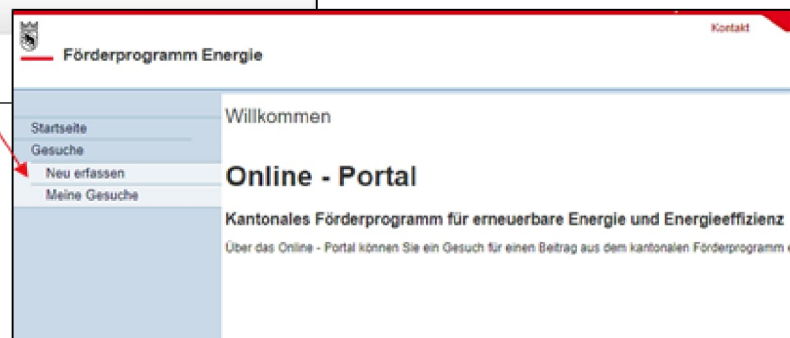 Kontakt
Förderprogramm Energie
Startseite
Gesuche
Neu erfassen
Meine Gesuche
Willkommen
Online - Portal
Kantonales Förderprogramm für erneuerbare Energie und Energieeffizienz
Über das Online - Portal können Sie ein Gesuch für einen Beitrag aus dem kantonalen Förderprogramm